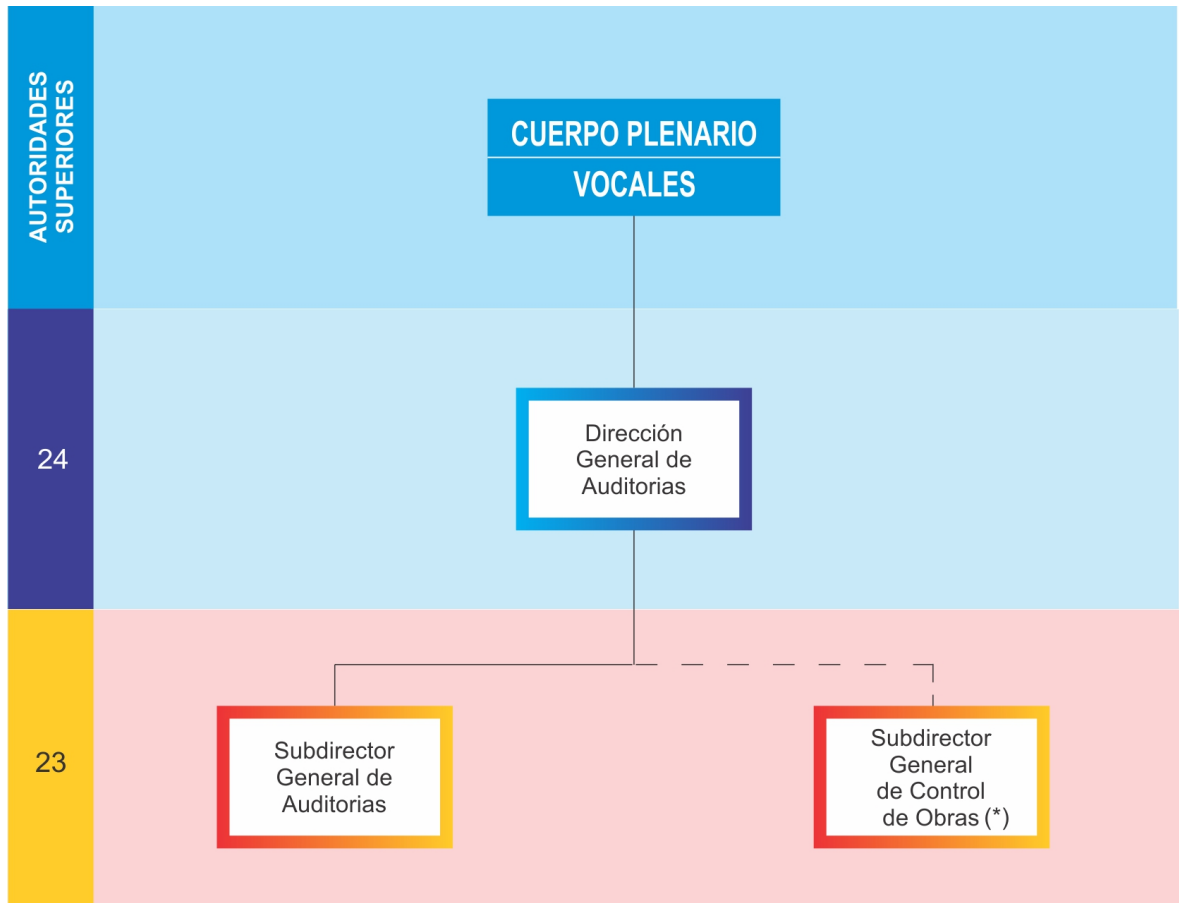 AUTORIDADES
SUPERIORES
CUERPO PLENARIO
VOCALES
24
Dirección
General de
Auditorias
23
Subdirector
General de
Auditorias
Subdirector
General
de Control
de Obras (*)